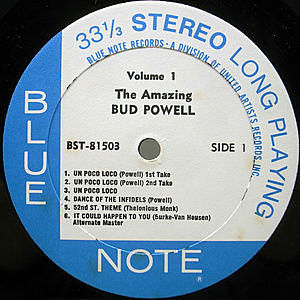 33 1/3 STEREO LONG PLAYING
BLUE NOTE RECORDS · A DIVISION OF UNITED ARTISTS RECORDS, INC.
BLUE
NOTE
®
Volume 1
The Amazing
BUD POWELL
BST-81503 SIDE 1
1. UN POCO LOCO (Powell) 1st Take
2. UN POCO LOCO (Powell) 2nd Take
3. UN POCO LOCO (Powell)
4. DANCE OF THE INFIDELS (Powell)
5. 52nd ST. THEME (Thelonious Monk)
6. IT COULD HAPPEN TO YOU (Burke-Van Heusen)
Alternate Master